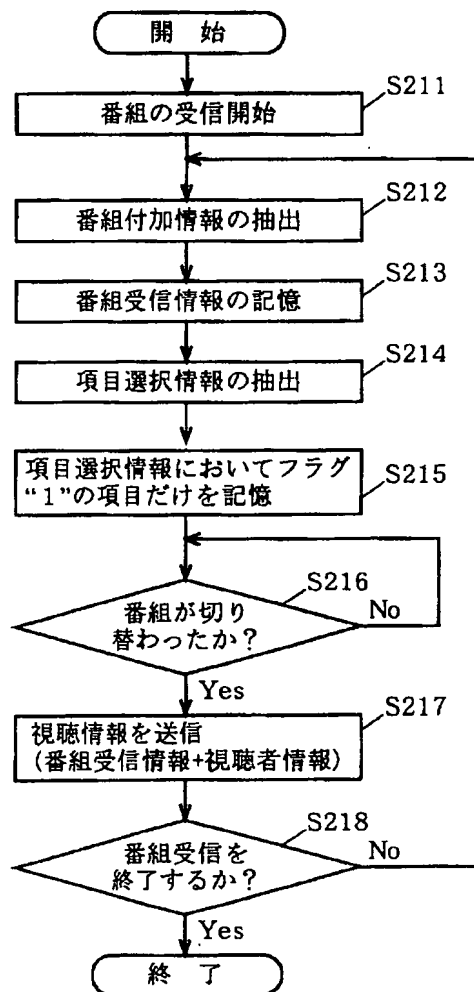 開 始
S211
番組の受信開始
S212
番組付加情報の抽出
S213
番組受信情報の記憶
S214
項目選択情報の抽出
S215
項目選択情報においてフラグ
“1”の項目だけを記憶
S216
番組が切り
替わったか?
No
Yes
S217
視聴情報を送信
(番組受信情報+視聴者情報)
S218
番組受信を
終了するか?
No
Yes
終 了